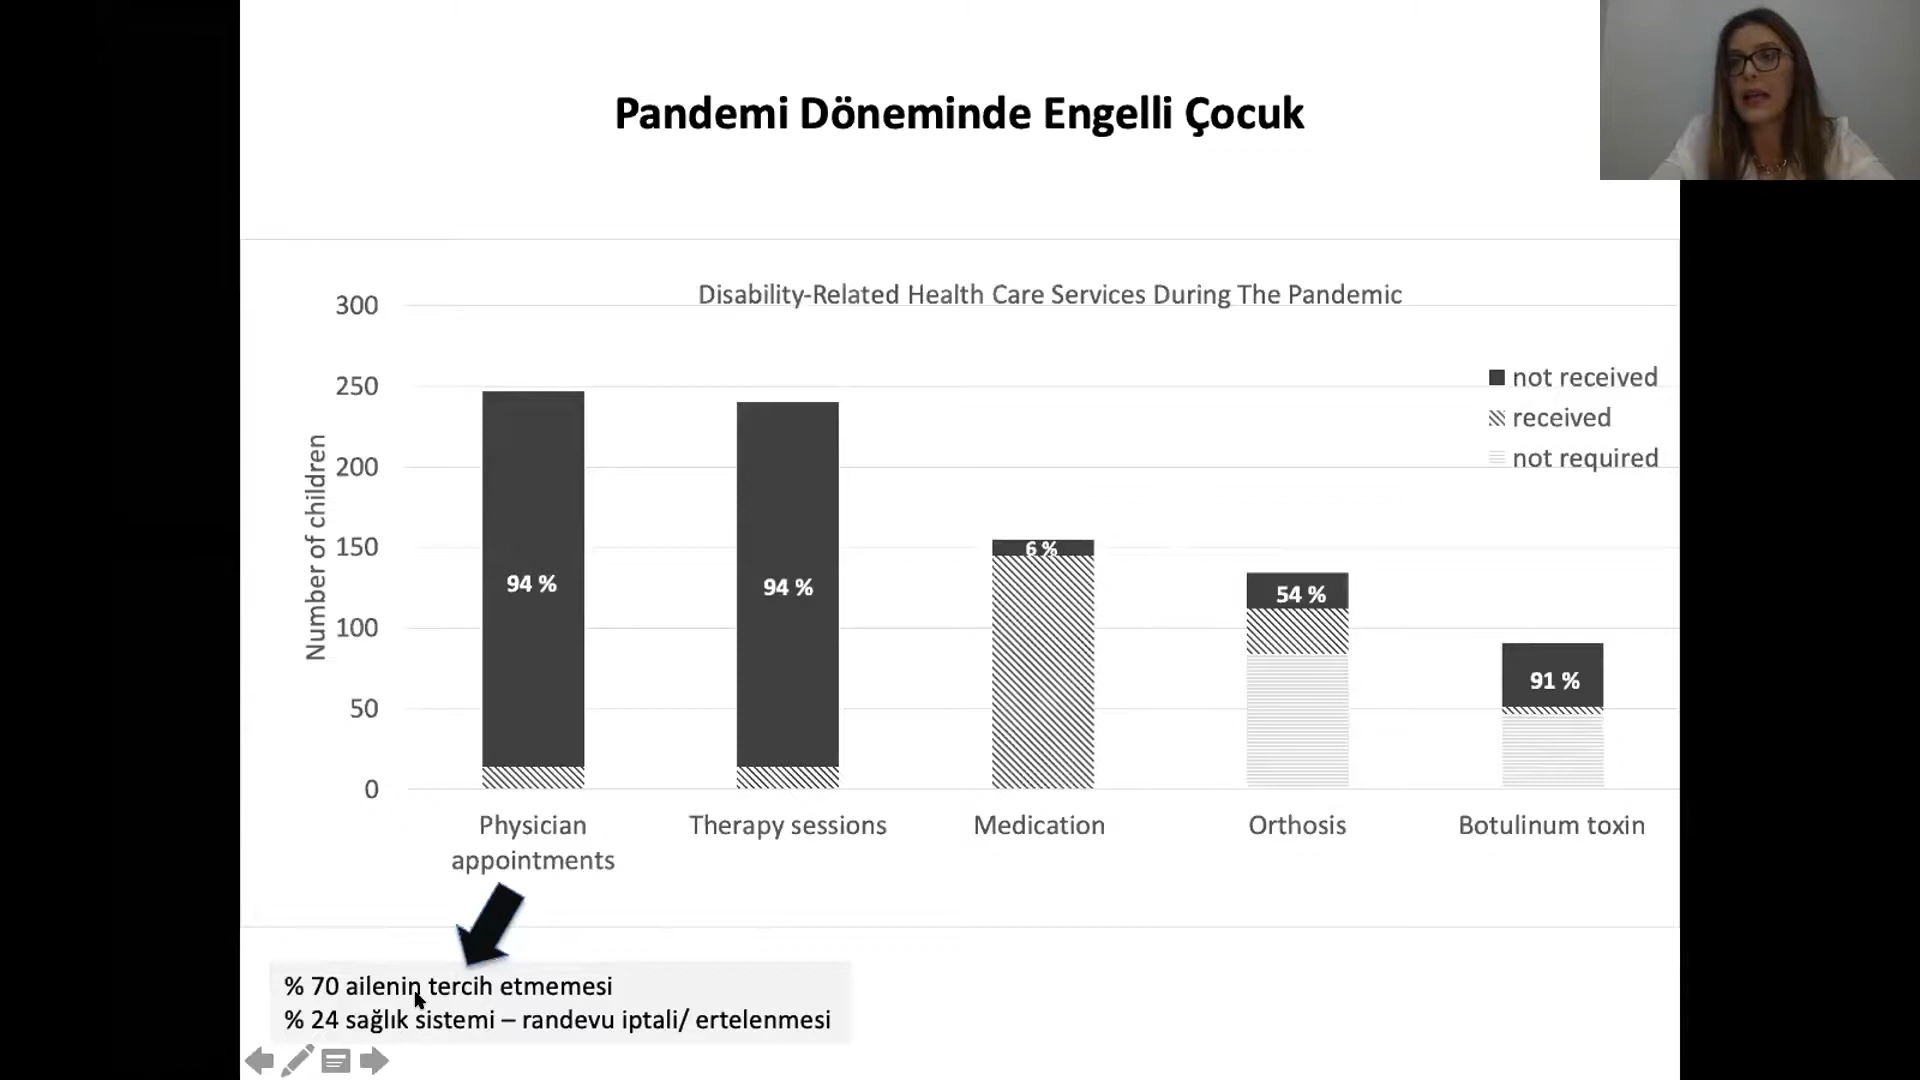 Pandemi Döneminde Engelli Çocuk
Disability-Related Health Care Services During The Pandemic
300
250
200
150
100
50
0
Number of children
not received
received
not required
94 %
94 %
6 %
54 %
91 %
Physician
appointments
Therapy sessions
Medication
Orthosis
Botulinum toxin
% 70 ailenin tercih etmemesi
% 24 sağlık sistemi – randevu iptali/ ertelenmesi